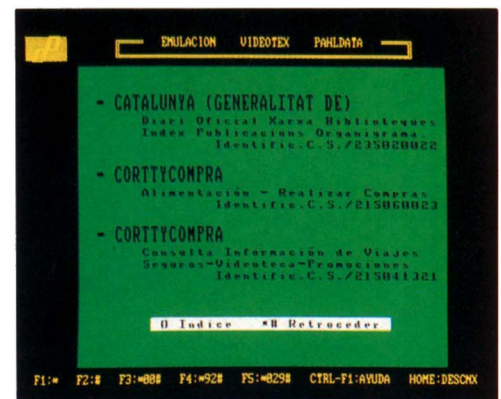 EMULACION VIDEOTEX PAHLDATA
- CATALUNYA (GENERALITAT DE)
Diari Oficial Xarxa Biblioteques
Index Publicacions Organigrama.
Identific.C.S./235020022
- CORTTYCOMPRA
Alimentación - Realizar Compras
Identific.C.S./215060023
- CORTTYCOMPRA
Consulta Información de Viajes
Seguros-Videoteca-Promociones
Identific.C.S./215041321
0 Indice *# Retroceder
F1:* F2:# F3:*00# F4:*92# F5:*029# CTRL-F1:AYUDA HOME:DESCNX